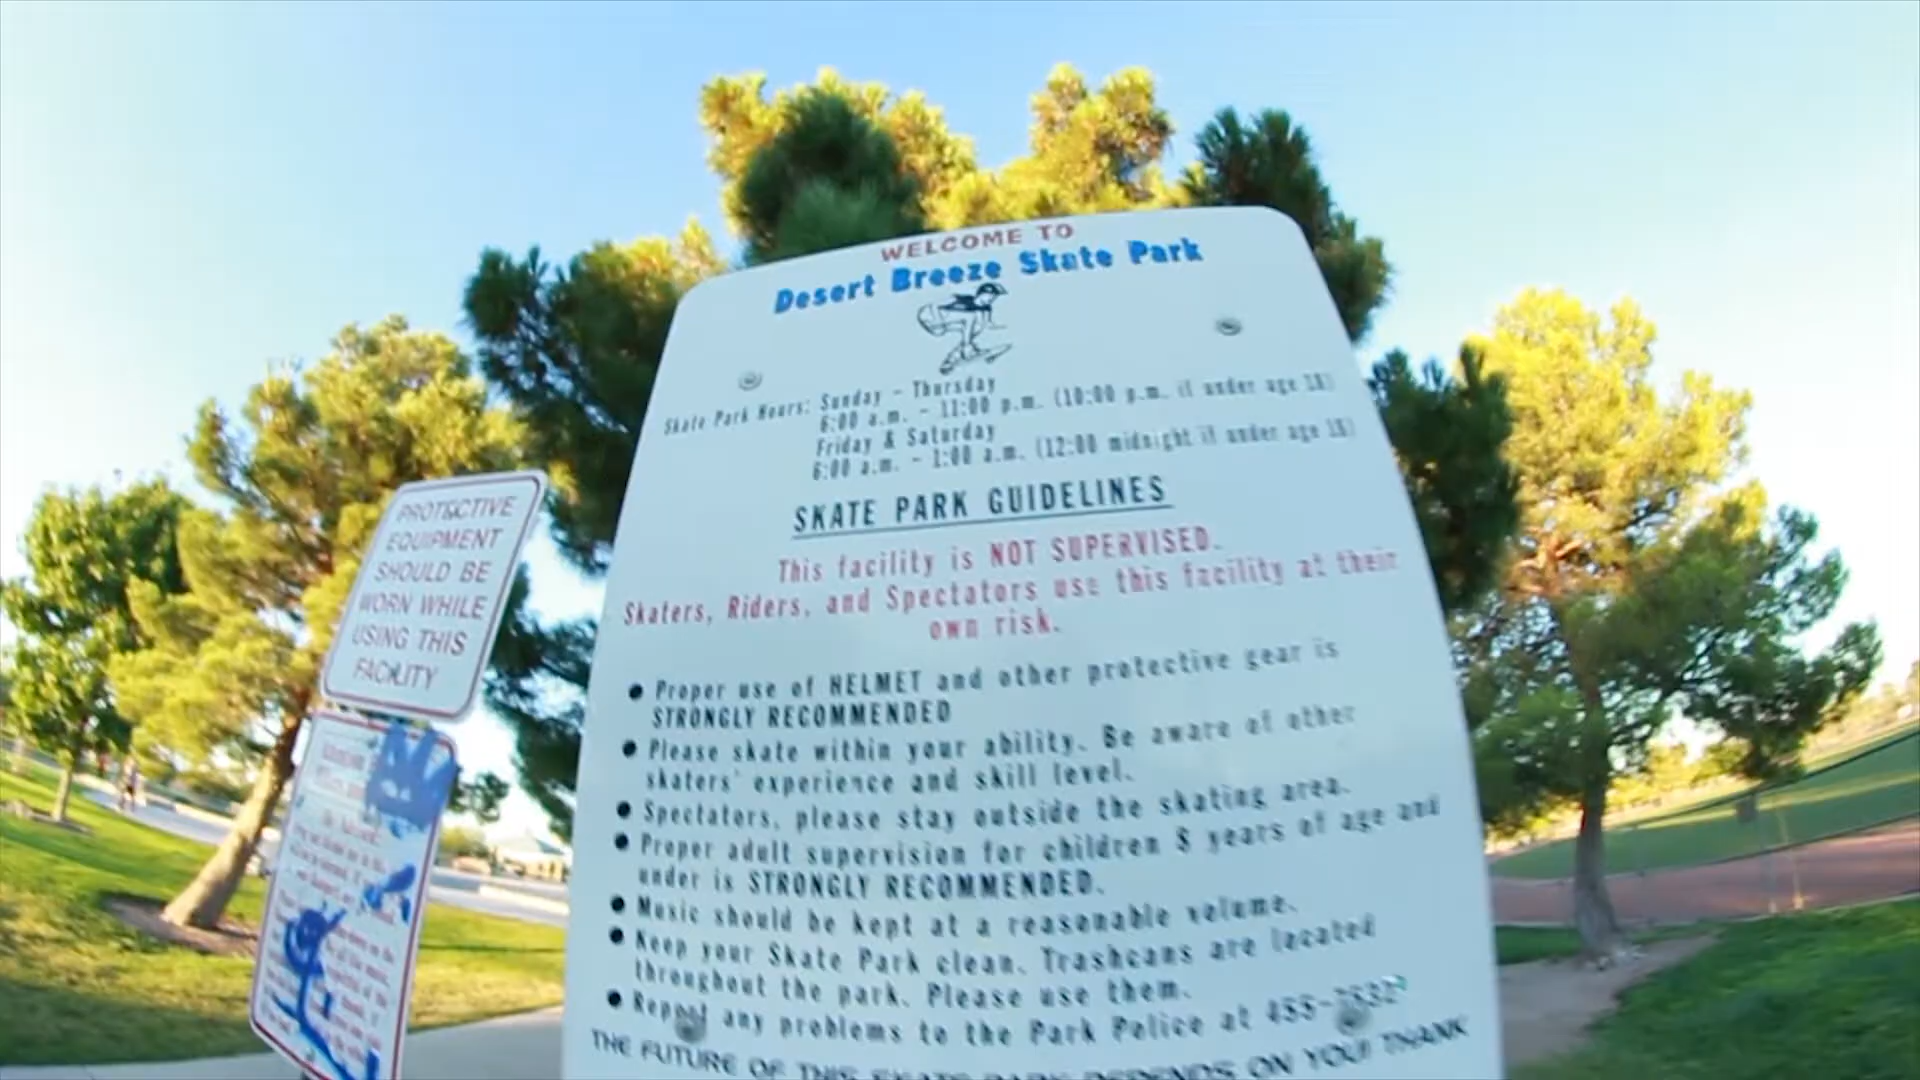 WELCOME TO
Desert Breeze Skate Park
Skate Park Hours: Sunday - Thursday
6:00 a.m. - 11:00 p.m. (10:00 p.m. if under age 18)
Friday & Saturday
6:00 a.m. - 1:00 a.m. (12:00 midnight if under age 18)
SKATE PARK GUIDELINES
This facility is NOT SUPERVISED.
Skaters, Riders, and Spectators use this facility at their
own risk.
● Proper use of HELMET and other protective gear is
STRONGLY RECOMMENDED
● Please skate within your ability. Be aware of other
skaters' experience and skill level.
● Spectators, please stay outside the skating area.
● Proper adult supervision for children 8 years of age and
under is STRONGLY RECOMMENDED.
● Music should be kept at a reasonable volume.
● Keep your Skate Park clean. Trashcans are located
throughout the park. Please use them.
● Report any problems to the Park Police at 455-7532
THE FUTURE OF THIS SKATE PARK DEPENDS ON YOU! THANK
PROTECTIVE
EQUIPMENT
SHOULD BE
WORN WHILE
USING THIS
FACILITY